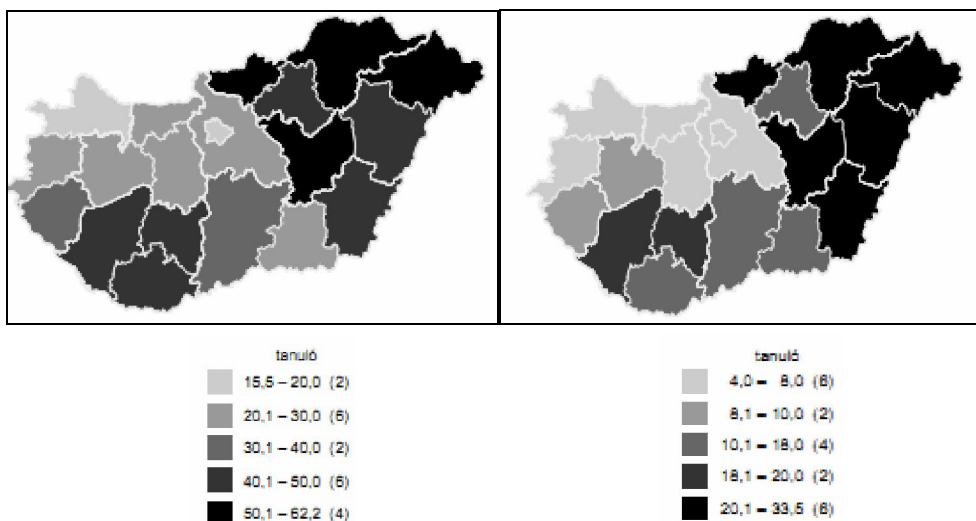 tanuló
15,5 – 20,0 (2)
20,1 – 30,0 (6)
30,1 – 40,0 (2)
40,1 – 50,0 (6)
50,1 – 62,2 (4)
tanuló
4,0 – 8,0 (6)
8,1 – 10,0 (2)
10,1 – 18,0 (4)
18,1 – 20,0 (2)
20,1 – 33,5 (6)